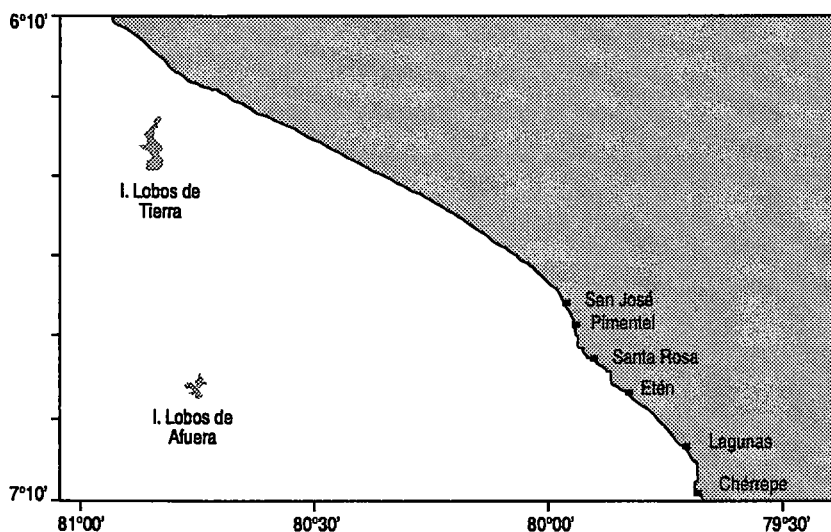 6°10'
I. Lobos de
Tierra
San José
Pimentel
Santa Rosa
I. Lobos de
Afuera
Etén
Lagunas
Chérrepe
7°10'
81°00'
80°30'
80°00'
79°30'